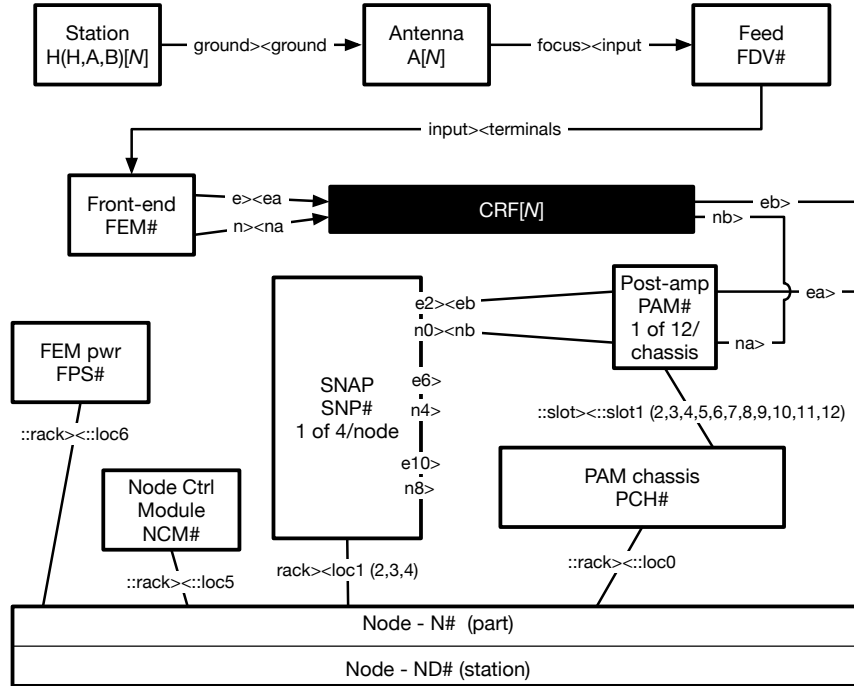 Station
H(H,A,B)[N]
ground><ground
Antenna
A[N]
focus><input
Feed
FDV#
input><terminals
Front-end
FEM#
e><ea
n><na
CRF[N]
eb>
nb>
e2><eb
n0><nb
Post-amp
PAM#
1 of 12/
chassis
ea>
na>
FEM pwr
FPS#
SNAP
SNP#
1 of 4/node
e6>
n4>
e10>
n8>
::slot><::slot1 (2,3,4,5,6,7,8,9,10,11,12)
::rack><::loc6
Node Ctrl
Module
NCM#
PAM chassis
PCH#
::rack><::loc5
rack><loc1 (2,3,4)
::rack><::loc0
Node - N# (part)
Node - ND# (station)